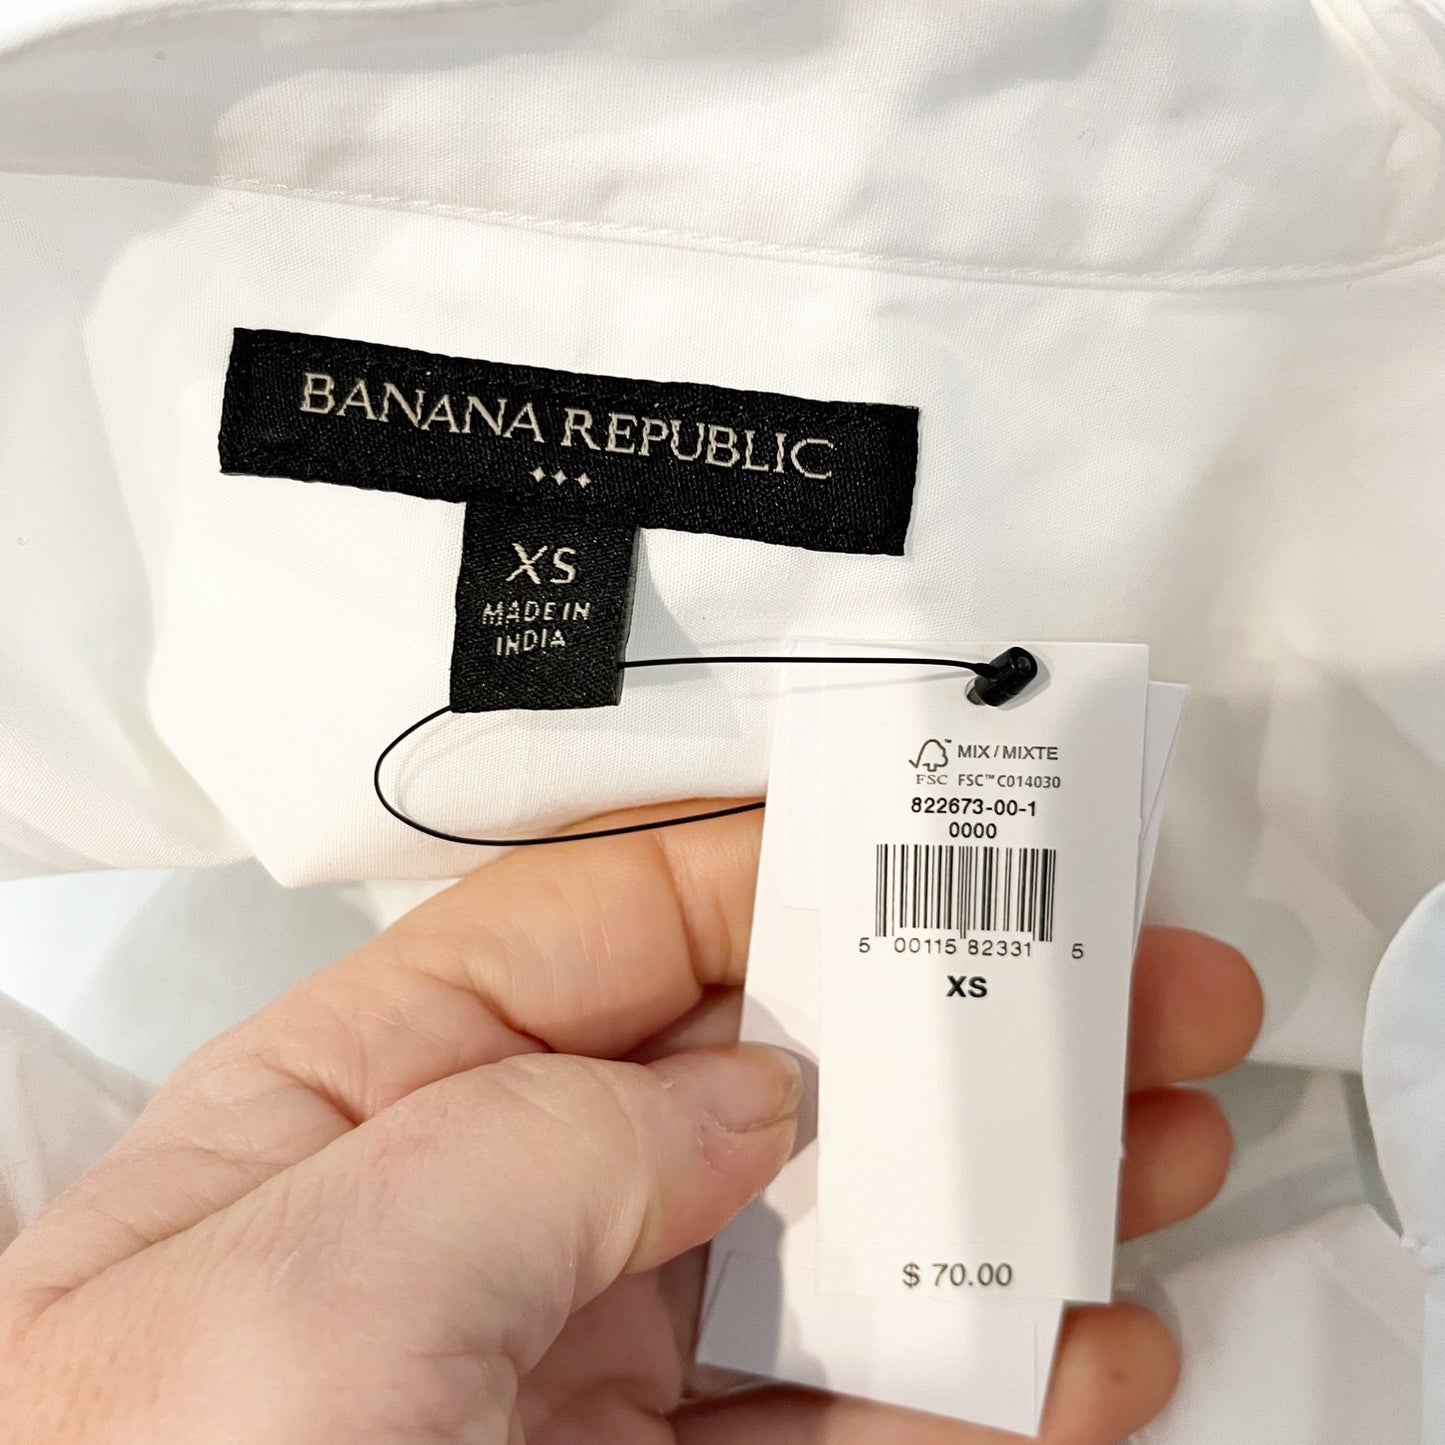 BANANA REPUBLIC
XS
MADE IN
INDIA
MIX / MIXTE
FSC FSC™ C014030
822673-00-1
0000
5 00115 82331 5
XS
$ 70.00